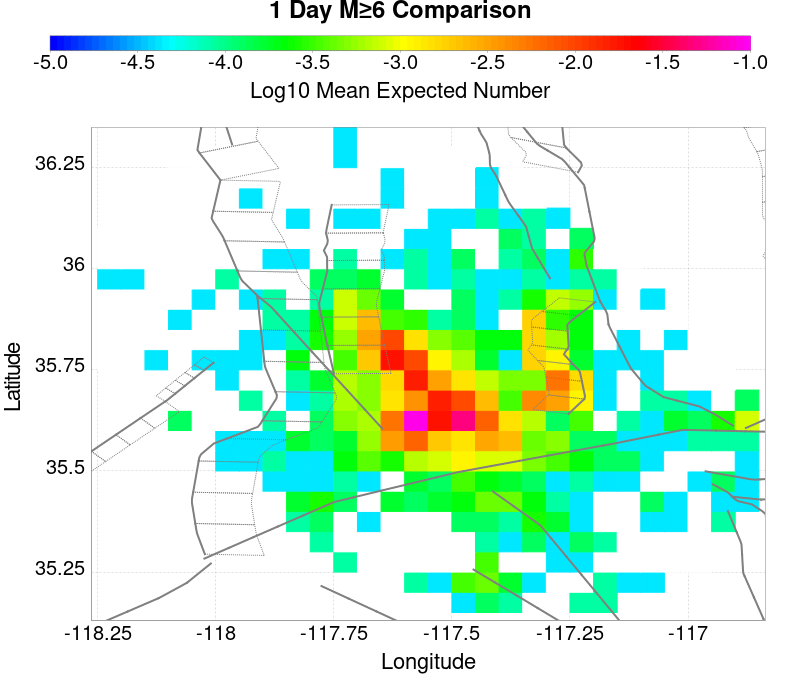 1 Day M≥6 Comparison
-5.0 -4.5 -4.0 -3.5 -3.0 -2.5 -2.0 -1.5 -1.0
Log10 Mean Expected Number
36.25
36
35.75
35.5
35.25
Latitude
-118.25 -118 -117.75 -117.5 -117.25 -117
Longitude